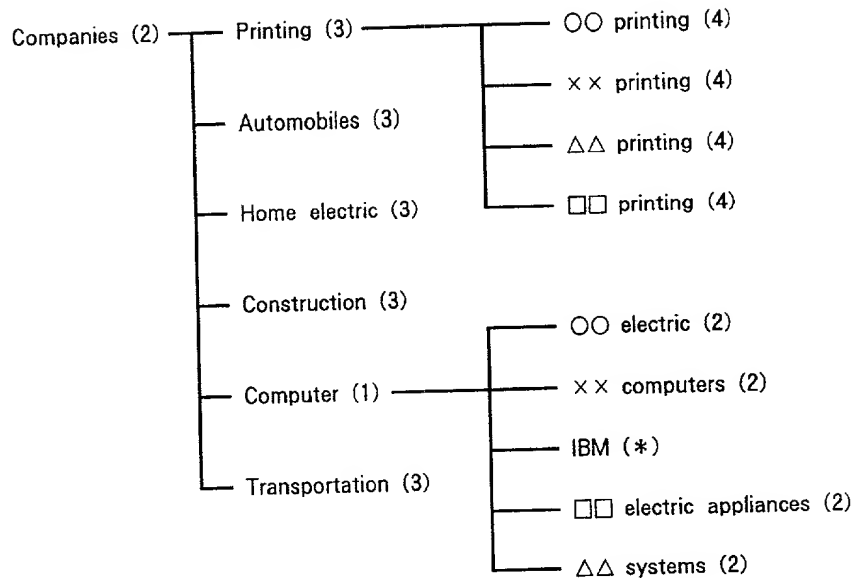 Companies (2)
Printing (3)
Automobiles (3)
Home electric (3)
Construction (3)
Computer (1)
Transportation (3)
○○ printing (4)
×× printing (4)
△△ printing (4)
□□ printing (4)
○○ electric (2)
×× computers (2)
IBM (*)
□□ electric appliances (2)
△△ systems (2)